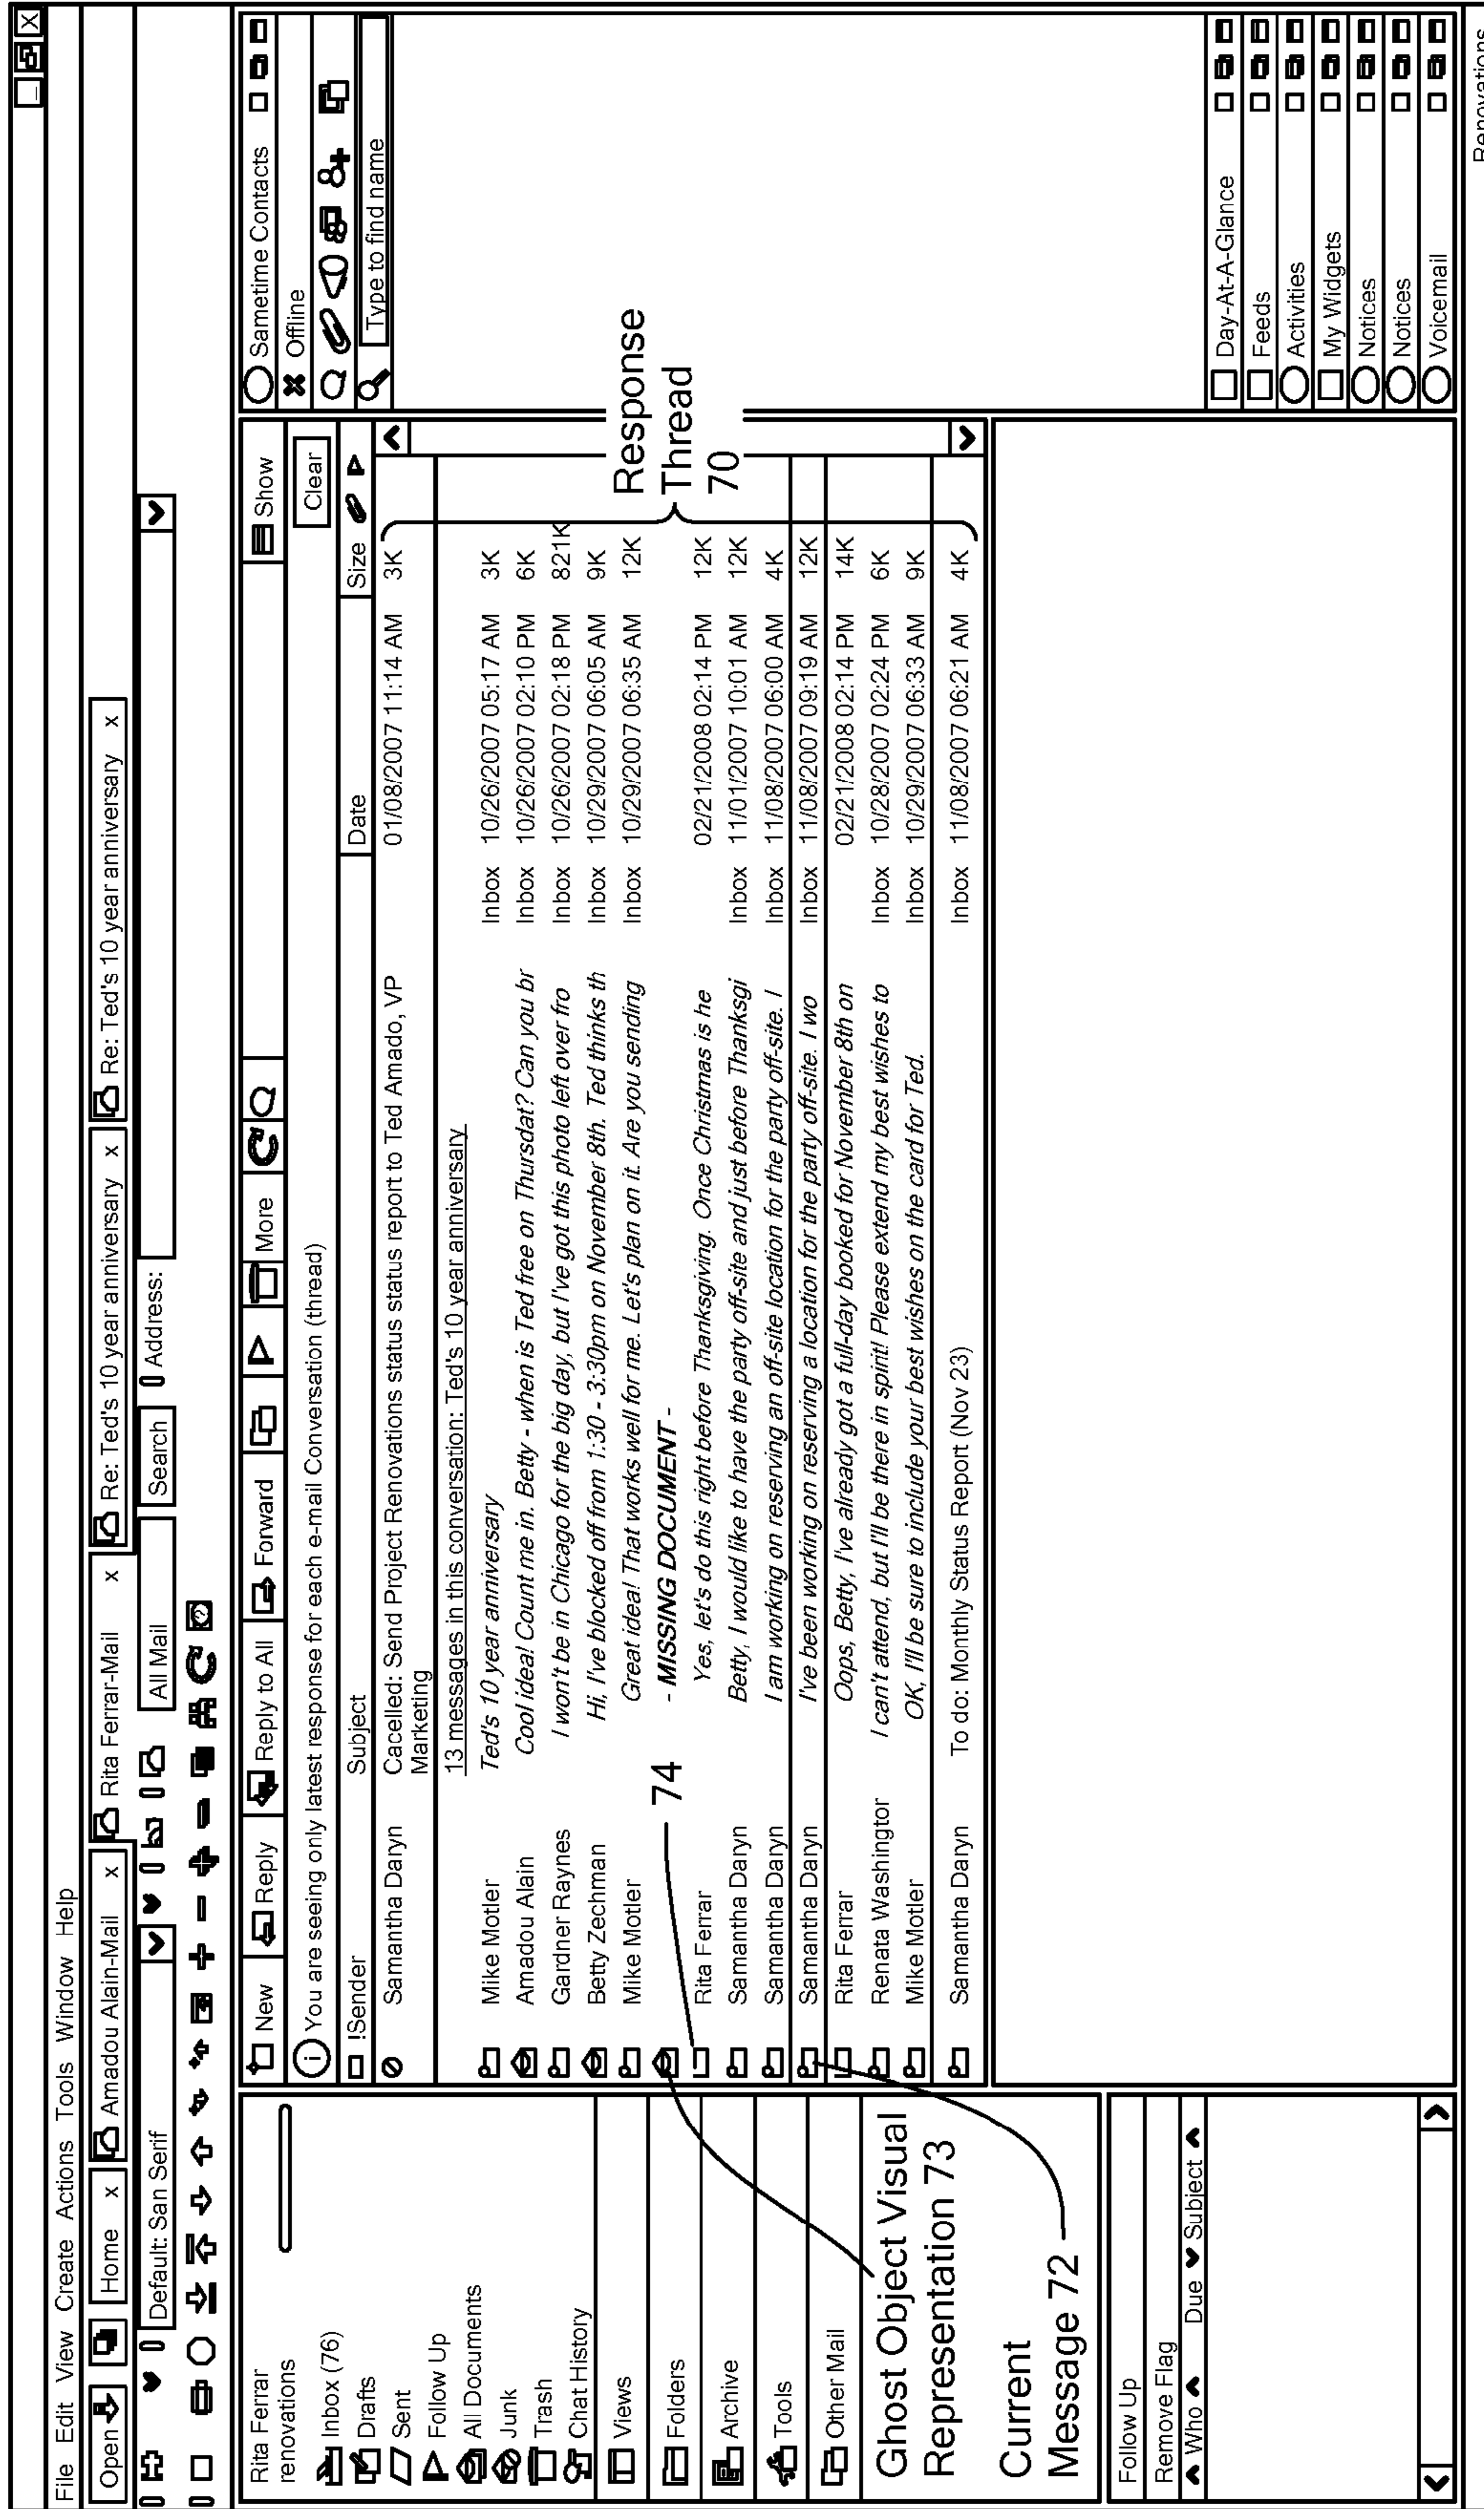 File Edit View Create Actions Tools Window Help
Open Home x Amadou Alain-Mail x Rita Ferrar-Mail x Re: Ted's 10 year anniversary x Re: Ted's 10 year anniversary x
Default: San Serif All Mail Search Address:
Rita Ferrar
renovations
Inbox (76)
Drafts
Sent
Follow Up
All Documents
Junk
Trash
Chat History
Views
Folders
Archive
Tools
Other Mail
Ghost Object Visual
Representation 73
Current
Message 72
Follow Up
Remove Flag
Who Due Subject
New Reply Reply to All Forward More Show
i You are seeing only latest response for each e-mail Conversation (thread) Clear
!Sender Subject Date Size
Samantha Daryn Cacelled: Send Project Renovations status status report to Ted Amado, VP 01/08/2007 11:14 AM 3K
Marketing
13 messages in this conversation: Ted's 10 year anniversary
Mike Motler Ted's 10 year anniversary Inbox 10/26/2007 05:17 AM 3K
Amadou Alain Cool idea! Count me in. Betty - when is Ted free on Thursdat? Can you br Inbox 10/26/2007 02:10 PM 6K
Gardner Raynes I won't be in Chicago for the big day, but I've got this photo left over fro Inbox 10/26/2007 02:18 PM 821K
Betty Zechman Hi, I've blocked off from 1:30 - 3:30pm on November 8th. Ted thinks th Inbox 10/29/2007 06:05 AM 9K
Mike Motler Great idea! That works well for me. Let's plan on it. Are you sending Inbox 10/29/2007 06:35 AM 12K
74 - MISSING DOCUMENT -
Rita Ferrar Yes, let's do this right before Thanksgiving. Once Christmas is he 02/21/2008 02:14 PM 12K
Samantha Daryn Betty, I would like to have the party off-site and just before Thanksgi Inbox 11/01/2007 10:01 AM 12K
Samantha Daryn I am working on reserving an off-site location for the party off-site. I Inbox 11/08/2007 06:00 AM 4K
Samantha Daryn I've been working on reserving a location for the party off-site. I wo Inbox 11/08/2007 09:19 AM 12K
Rita Ferrar Oops, Betty, I've already got a full-day booked for November 8th on 02/21/2008 02:14 PM 14K
Renata Washingtor I can't attend, but I'll be there in spirit! Please extend my best wishes to Inbox 10/28/2007 02:24 PM 6K
Mike Motler OK, I'll be sure to include your best wishes on the card for Ted. Inbox 10/29/2007 06:33 AM 9K
Samantha Daryn To do: Monthly Status Report (Nov 23) Inbox 11/08/2007 06:21 AM 4K
Response
Thread
70
Sametime Contacts
Offline
Type to find name
Day-At-A-Glance
Feeds
Activities
My Widgets
Notices
Notices
Voicemail
Renovations